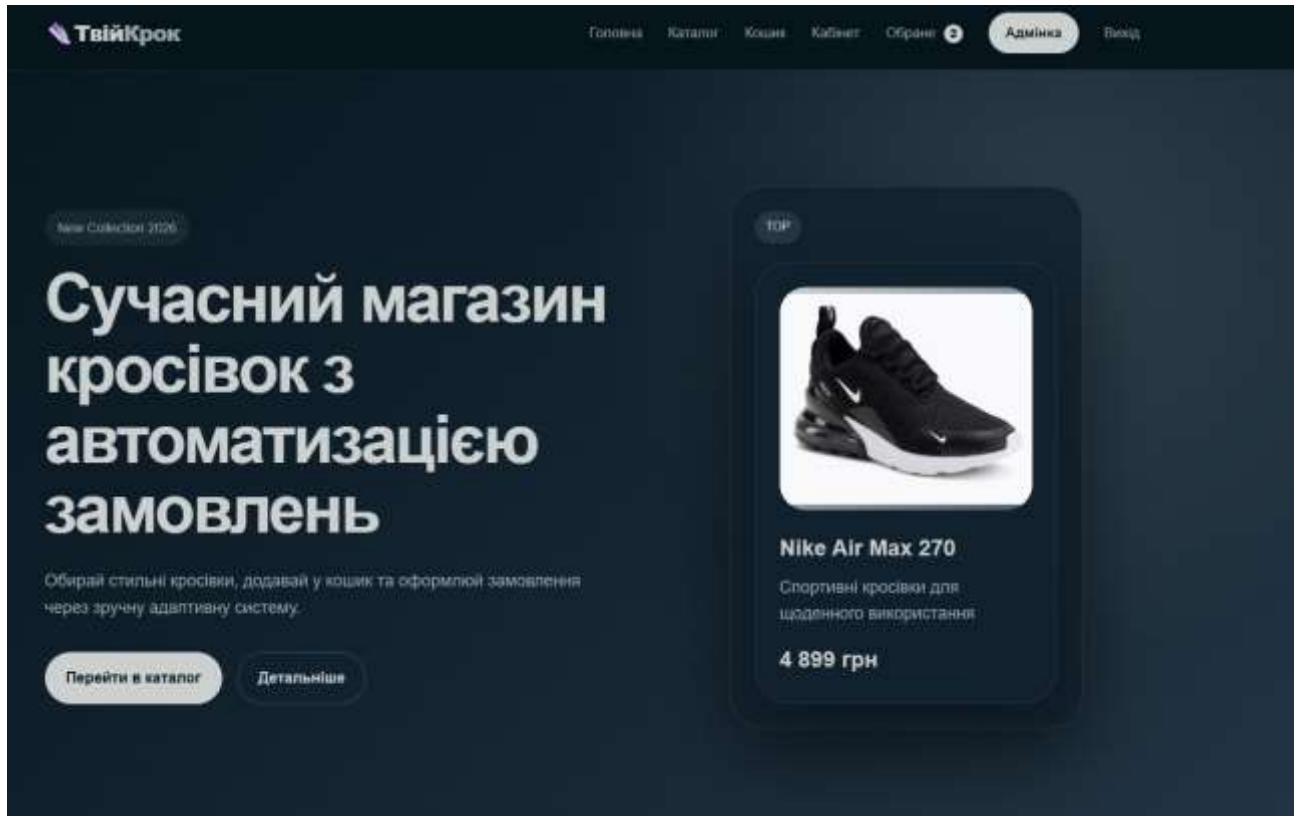 ТвійКрок
Головна Каталог Кошик Кабінет Обране 2 Адмінка Вихід
New Collection 2026
Сучасний магазин
кросівок з
автоматизацією
замовлень
Обирай стильні кросівки, додавай у кошик та оформлюй замовлення
через зручну адаптивну систему.
Перейти в каталог Детальніше
TOP
Nike Air Max 270
Спортивні кросівки для
щоденного використання
4 899 грн